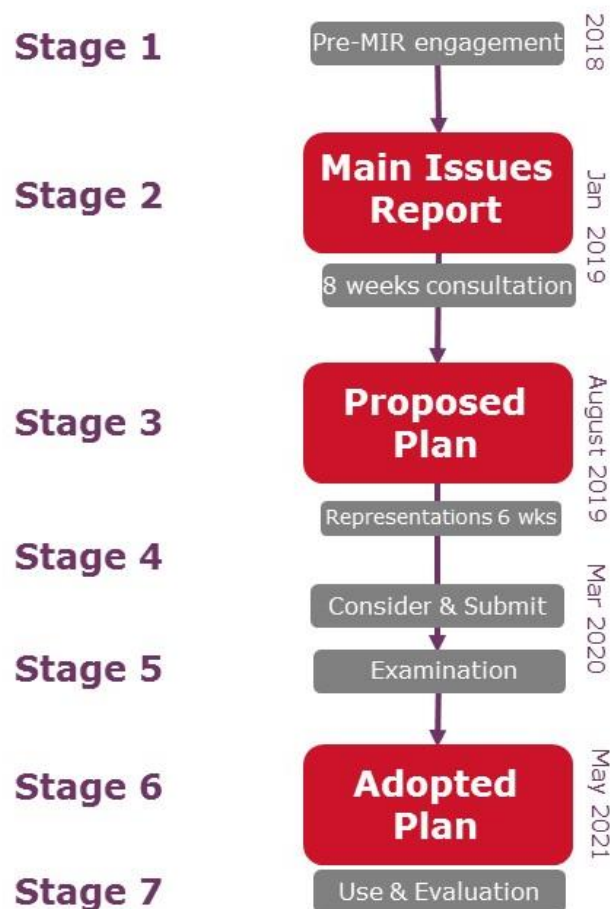 Stage 1
Pre-MIR engagement
2018
Stage 2
Main Issues
Report
Jan 2019
8 weeks consultation
Stage 3
Proposed
Plan
August 2019
Representations 6 wks
Stage 4
Consider & Submit
Mar 2020
Stage 5
Examination
Stage 6
Adopted
Plan
May 2021
Stage 7
Use & Evaluation